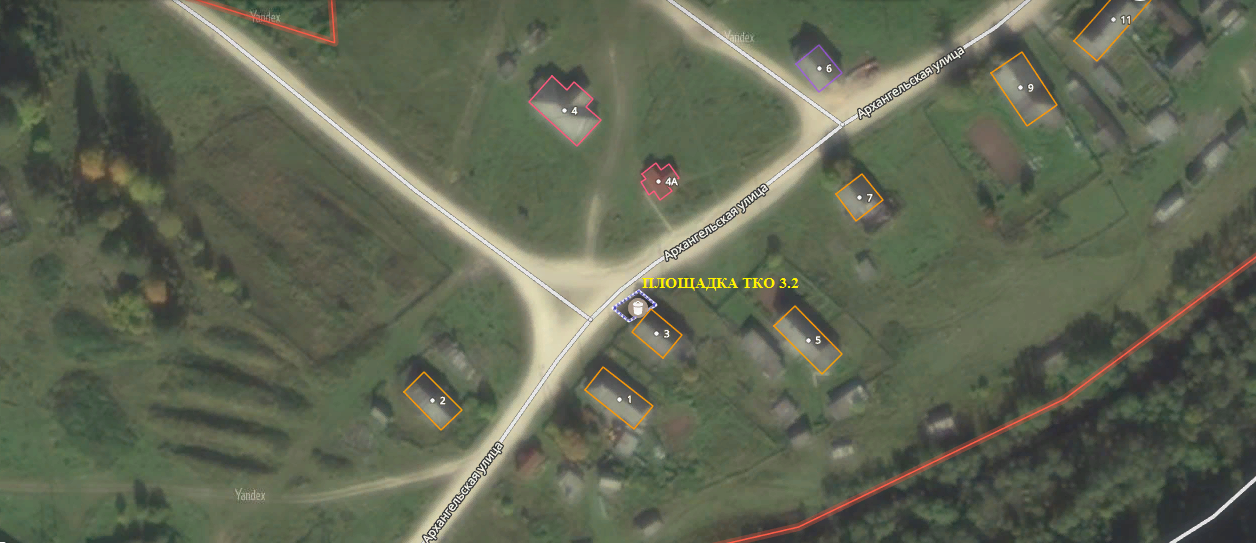 Yandex
Yandex
11
6
Архангельская улица
9
4
4А
7
Архангельская улица
ПЛОЩАДКА ТКО 3.2
3
5
1
2
Архангельская улица
Yandex